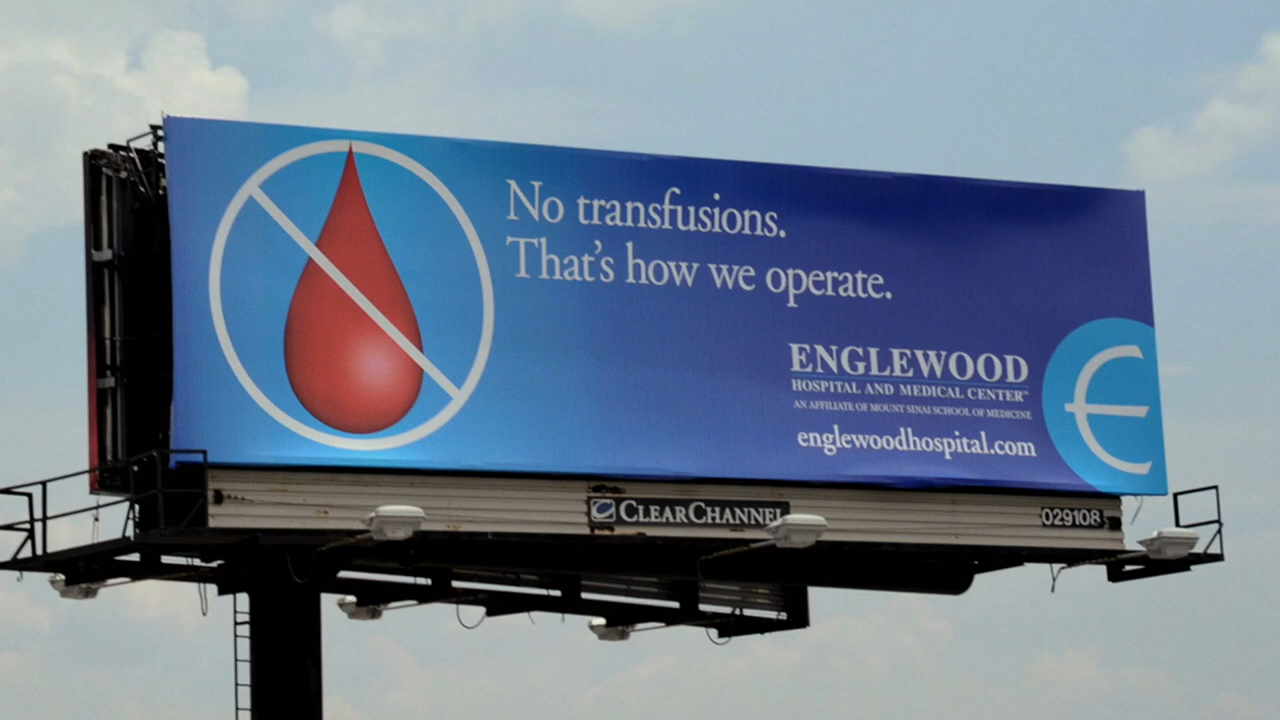 No transfusions.
That's how we operate.
ENGLEWOOD
HOSPITAL AND MEDICAL CENTER™
AN AFFILIATE OF MOUNT SINAI SCHOOL OF MEDICINE
englewoodhospital.com
CLEARCHANNEL
029108